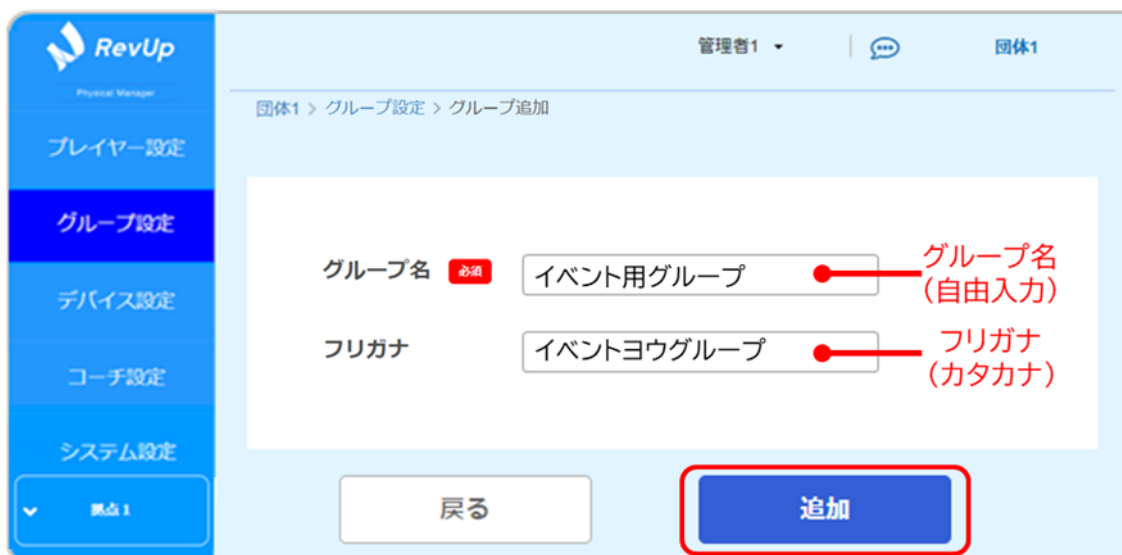 RevUp
Physical Manager
管理者1
団体1
団体1 > グループ設定 > グループ追加
プレイヤー設定
グループ設定
デバイス設定
コーチ設定
システム設定
拠点1
グループ名 必須 イベント用グループ
グループ名
(自由入力)
フリガナ イベントヨウグループ
フリガナ
(カタカナ)
戻る 追加